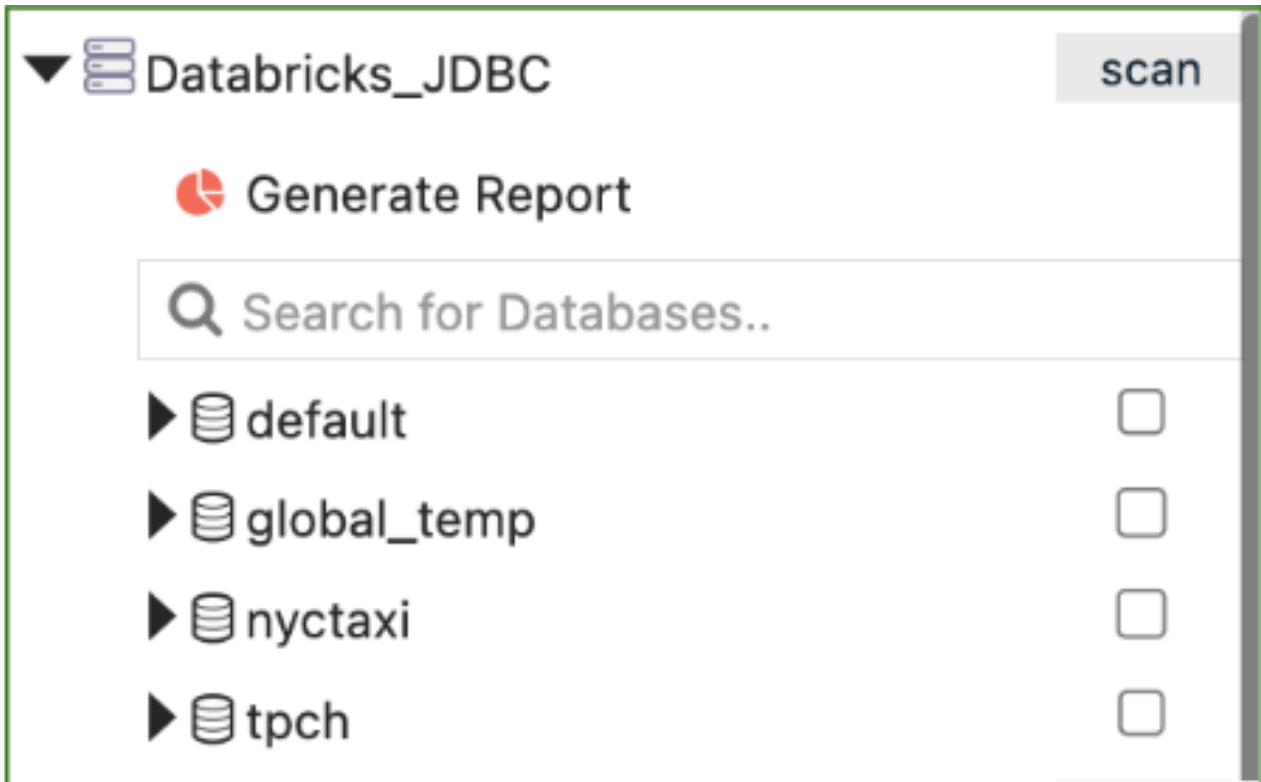 Databricks_JDBC scan
Generate Report
Search for Databases..
default
global_temp
nyctaxi
tpch